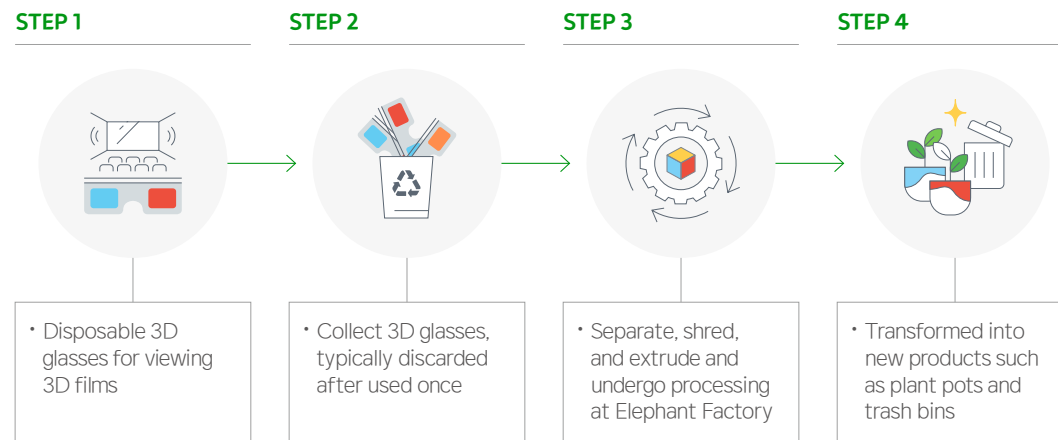 STEP 1
STEP 2
STEP 3
STEP 4
· Disposable 3D
glasses for viewing
3D films
· Collect 3D glasses,
typically discarded
after used once
· Separate, shred,
and extrude and
undergo processing
at Elephant Factory
· Transformed into
new products such
as plant pots and
trash bins